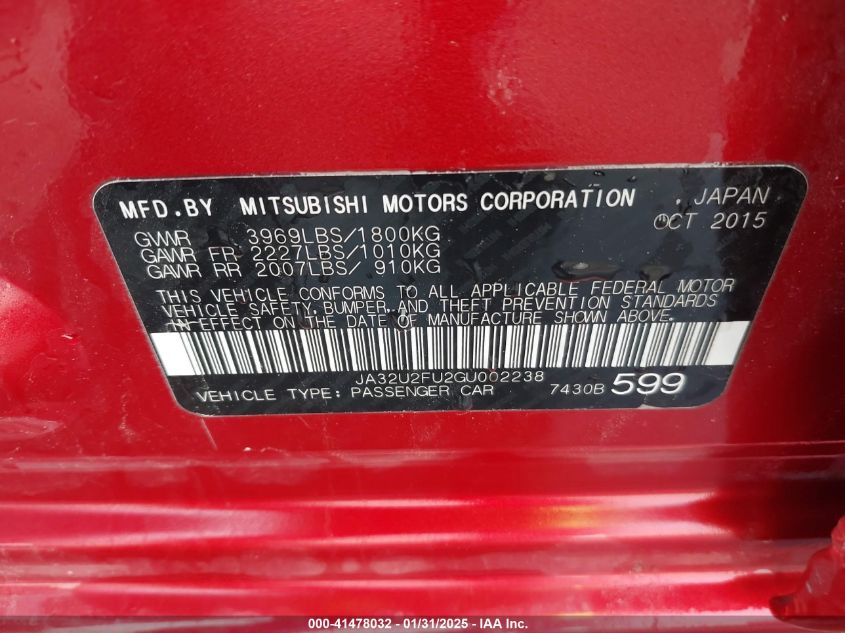 MFD.BY MITSUBISHI MOTORS CORPORATION . JAPAN
OCT 2015
GVWR 3969LBS/1800KG
GAWR FR 2227LBS/1010KG
GAWR RR 2007LBS/ 910KG
THIS VEHICLE CONFORMS TO ALL APPLICABLE FEDERAL MOTOR
VEHICLE SAFETY, BUMPER, AND THEFT PREVENTION STANDARDS
IN EFFECT ON THE DATE OF MANUFACTURE SHOWN ABOVE.
JA32U2FU2GU002238
VEHICLE TYPE: PASSENGER CAR 7430B 599
000-41478032 - 01/31/2025 - IAA Inc.